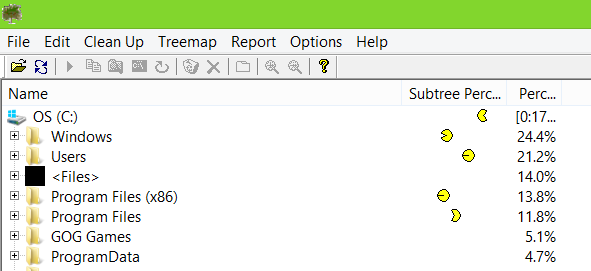 File Edit Clean Up Treemap Report Options Help
Name Subtree Perc... Perc...
OS (C:) [0:17...
Windows 24.4%
Users 21.2%
<Files> 14.0%
Program Files (x86) 13.8%
Program Files 11.8%
GOG Games 5.1%
ProgramData 4.7%